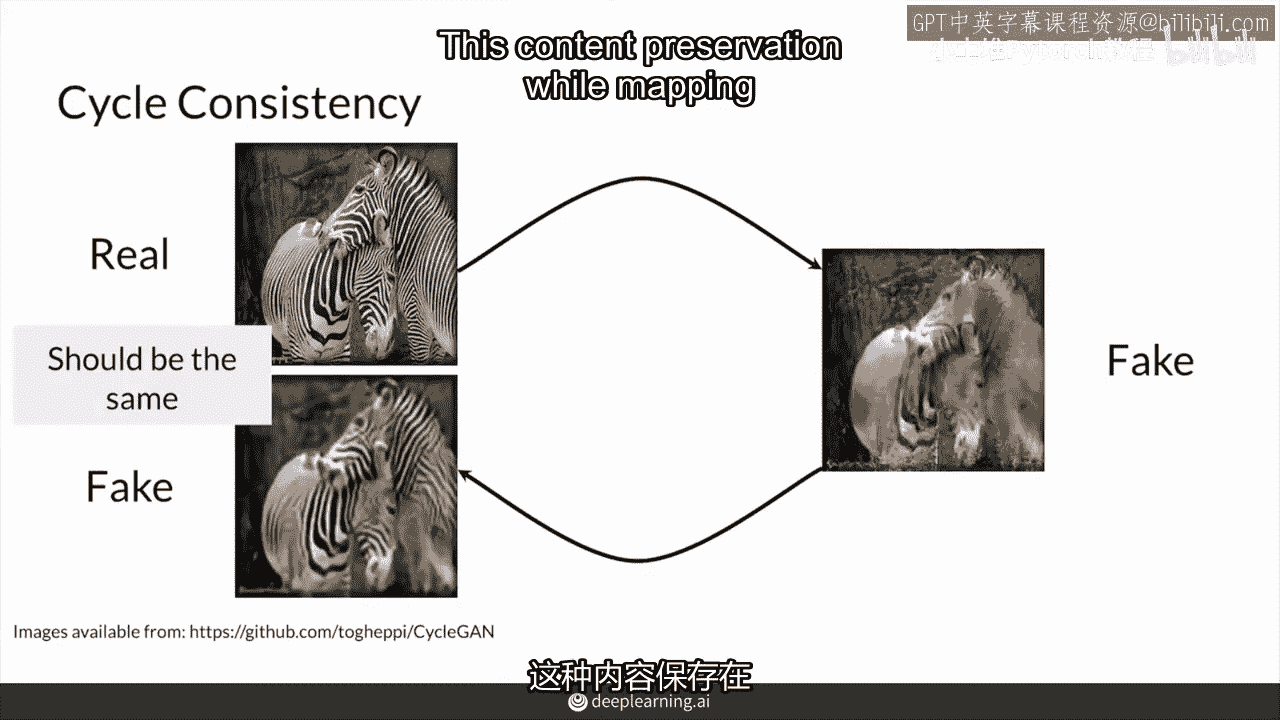 GPT中英字幕课程资源@bilibili.com
This content preservation
while mapping
bilibili
Cycle Consistency
Real
Should be the
same
Fake
Fake
Images available from: https://github.com/togheppi/CycleGAN
这种内容保存在
deeplearning.ai